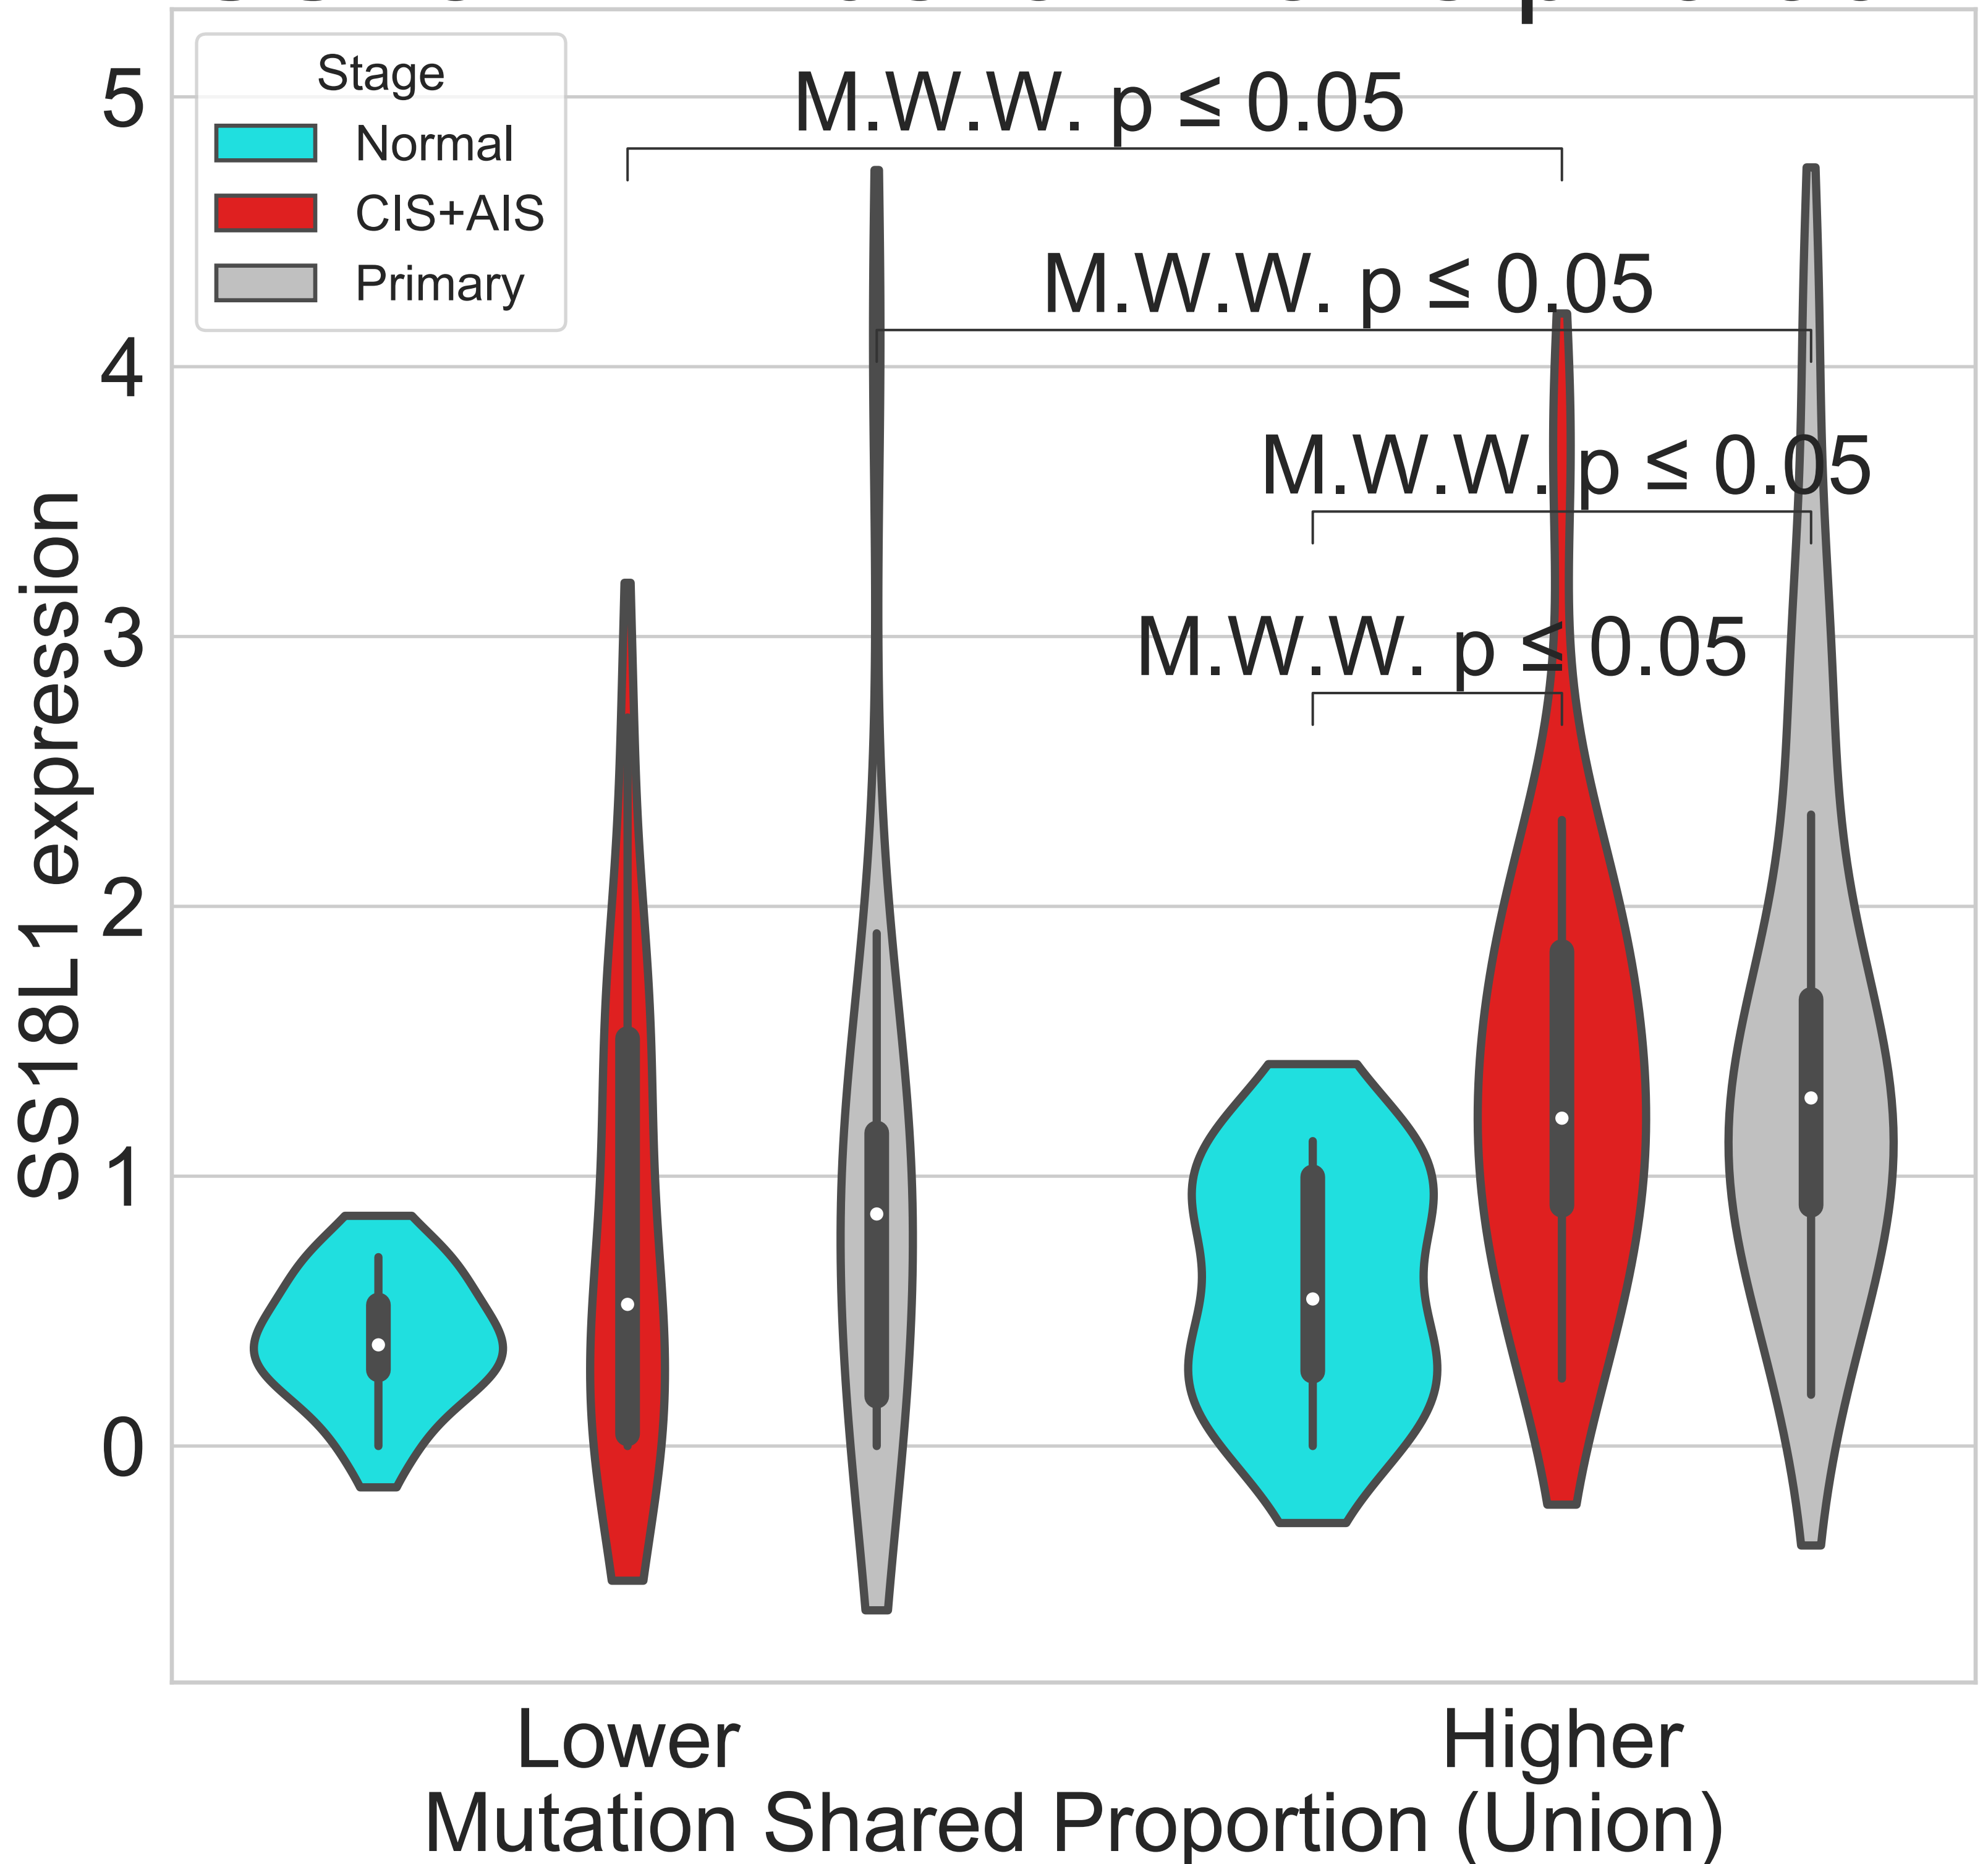 Stage
Normal
CIS+AIS
Primary
M.W.W. p ≤ 0.05
M.W.W. p ≤ 0.05
M.W.W. p ≤ 0.05
M.W.W. p ≤ 0.05
5
4
3
2
1
0
SS18L1 expression
Lower
Higher
Mutation Shared Proportion (Union)